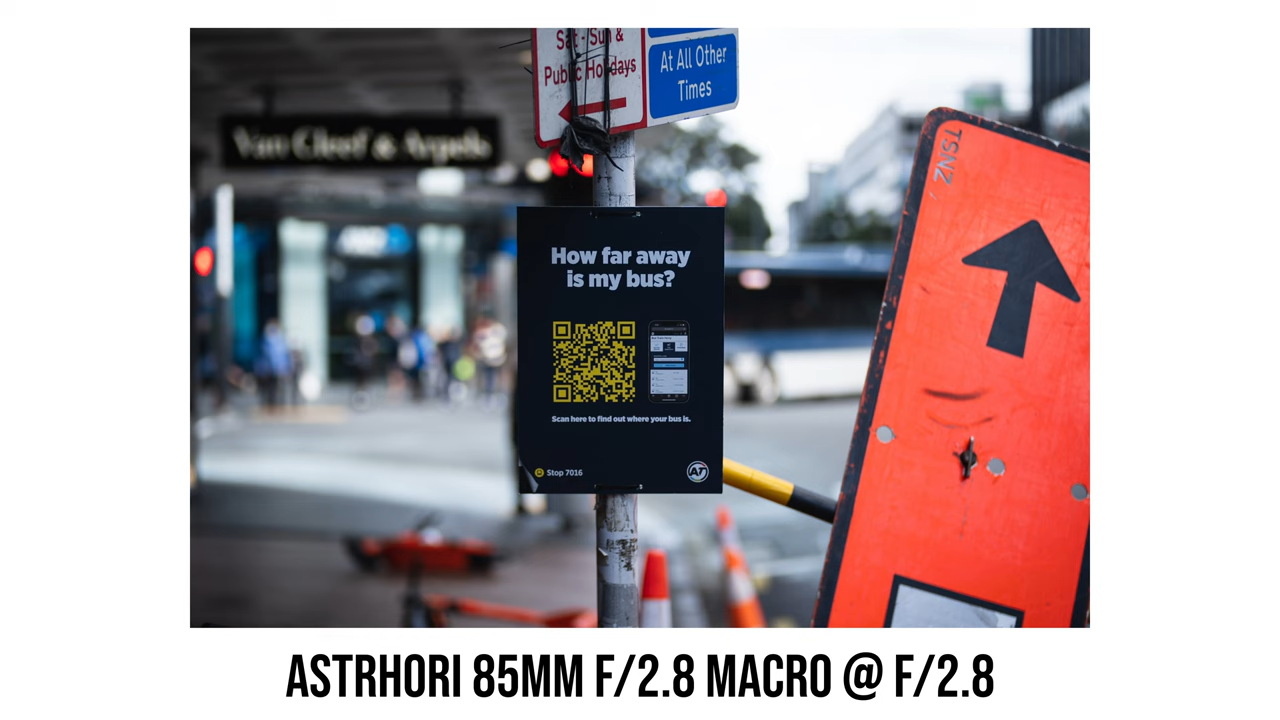 Sat - Sun &
Public Holidays
At All Other
Times
Van Cleef & Arpels
TSNZ
How far away
is my bus?
Scan here to find out where your bus is.
Stop 7016
AT
ASTRHORI 85MM F/2.8 MACRO @ F/2.8